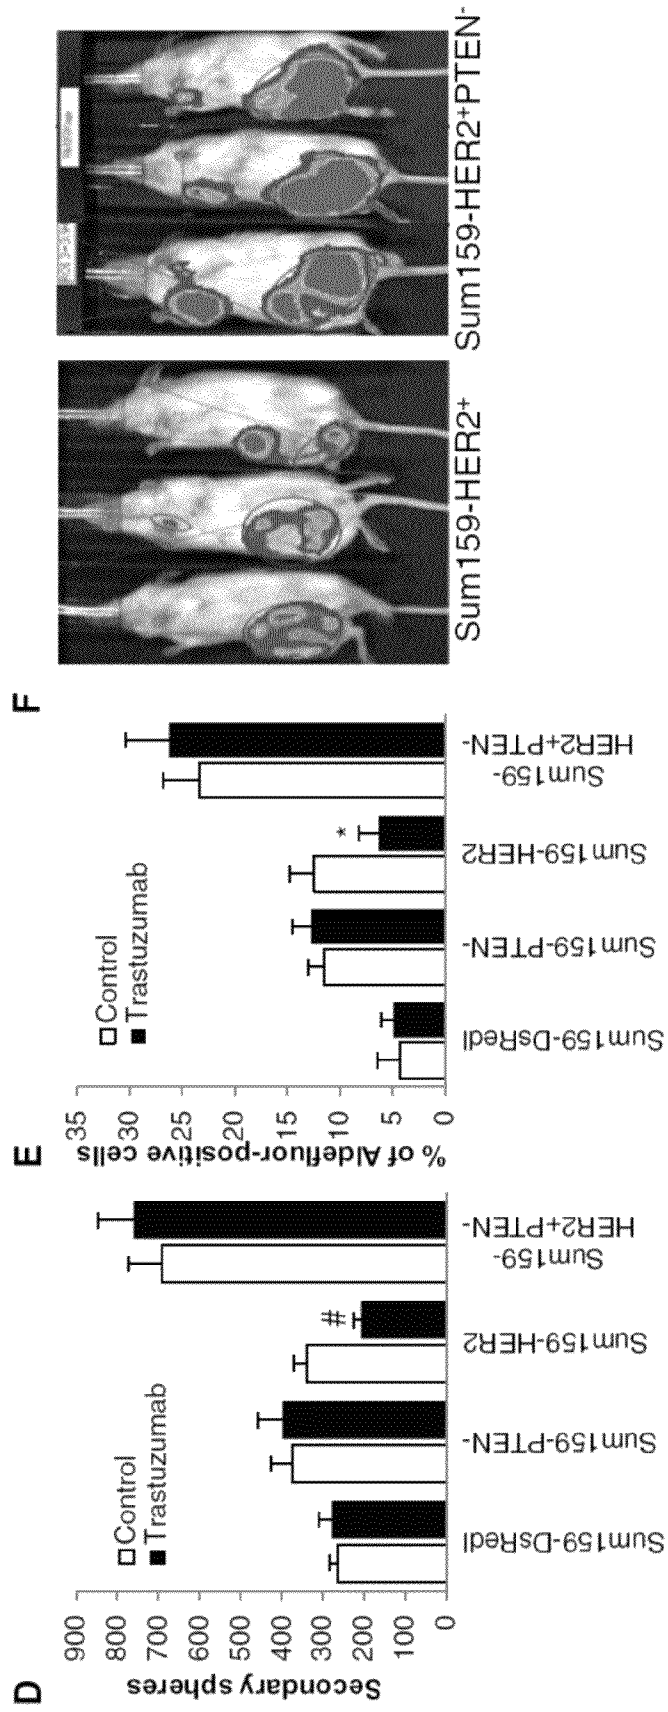 D
Secondary spheres
900
800
700
600
500
400
300
200
100
0
Control
Trastuzumab
#
Sum159-DsRedI
Sum159-PTEN-
Sum159-HER2
Sum159-
HER2+PTEN-
E
% of Aldefluor-positive cells
35
30
25
20
15
10
5
0
Control
Trastuzumab
*
Sum159-DsRedI
Sum159-PTEN-
Sum159-HER2
Sum159-
HER2+PTEN-
F
Sum159-HER2⁺
Sum159-HER2⁺PTEN⁻